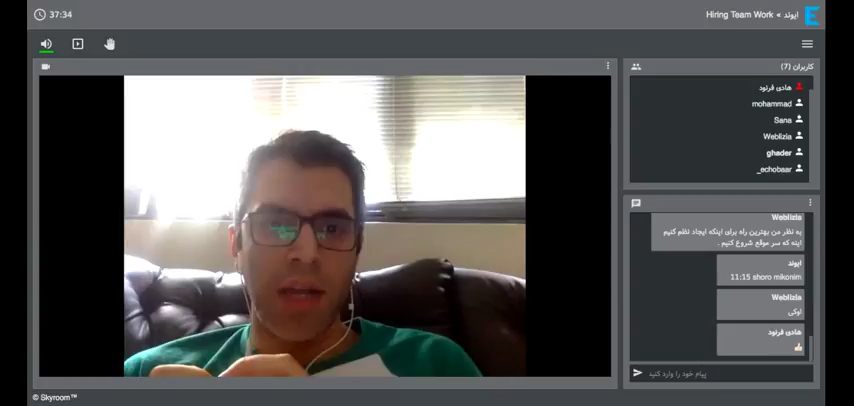 37:34
ایوند » Hiring Team Work
کاربران (7)
هادی فرنود
mohammad
Sana
Weblizia
ghader
_echobaar
Weblizia
به نظر من بهترین راه برای اینکه ایجاد نظم کنیم
اینه که سر موقع شروع کنیم .
ایوند
11:15 shoro mikonim
Weblizia
اوکی
هادی فرنود
👍
پیام خود را وارد کنید
© Skyroom™